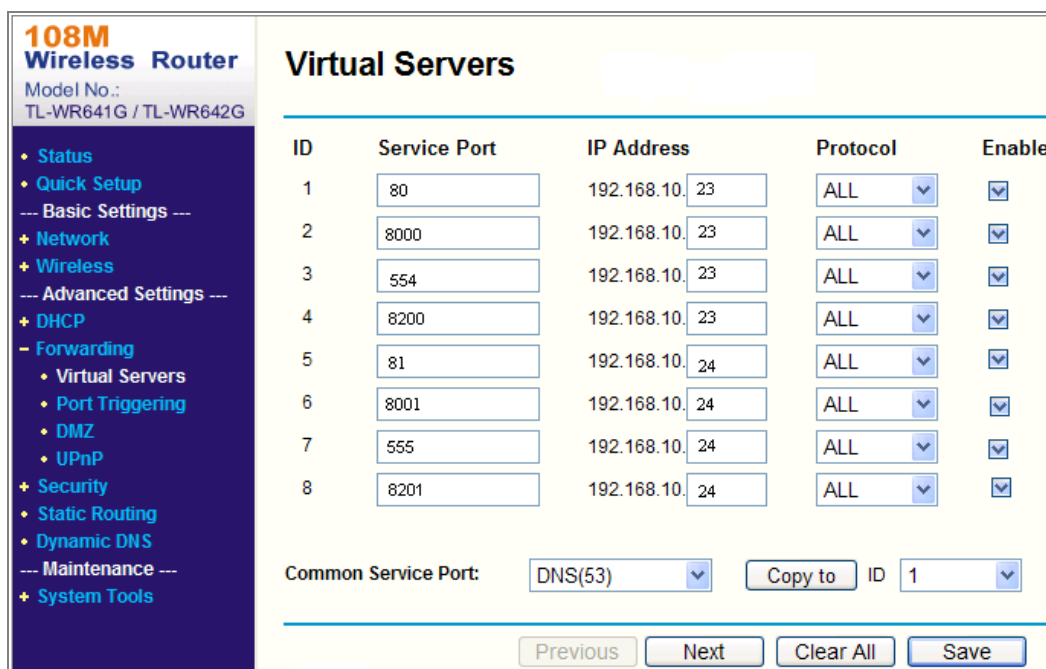 108M
Wireless Router
Model No.:
TL-WR641G / TL-WR642G
• Status
• Quick Setup
--- Basic Settings ---
+ Network
+ Wireless
--- Advanced Settings ---
+ DHCP
– Forwarding
• Virtual Servers
• Port Triggering
• DMZ
• UPnP
+ Security
• Static Routing
• Dynamic DNS
--- Maintenance ---
+ System Tools
Virtual Servers
ID Service Port IP Address Protocol Enable
1 80 192.168.10. 23 ALL
2 8000 192.168.10. 23 ALL
3 554 192.168.10. 23 ALL
4 8200 192.168.10. 23 ALL
5 81 192.168.10. 24 ALL
6 8001 192.168.10. 24 ALL
7 555 192.168.10. 24 ALL
8 8201 192.168.10. 24 ALL
Common Service Port: DNS(53) Copy to ID 1
Previous Next Clear All Save